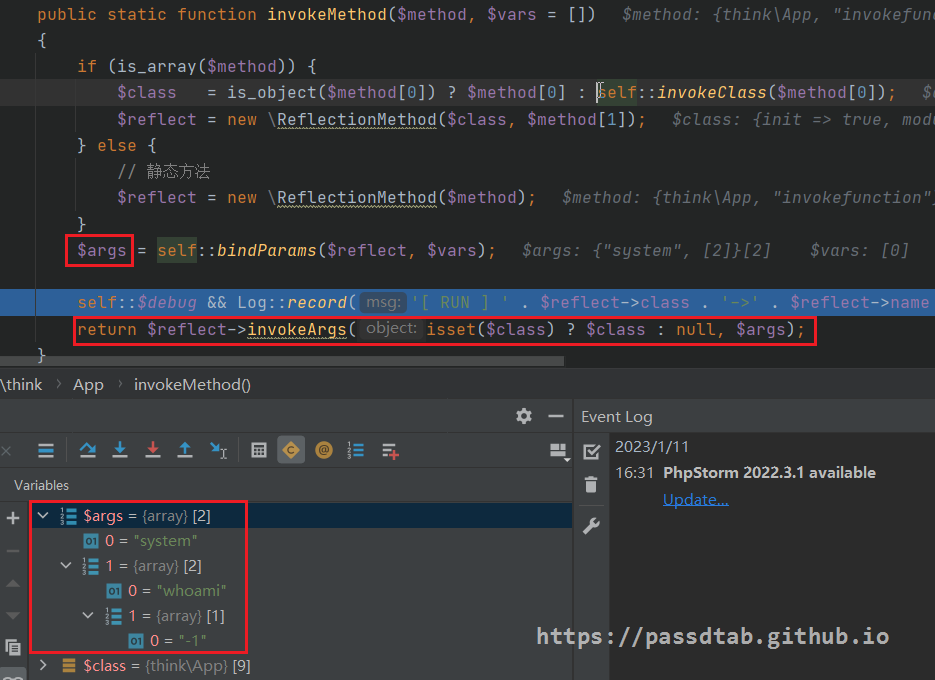 public static function invokeMethod($method, $vars = []) $method: {think\App, "invokefun
{
if (is_array($method)) {
$class = is_object($method[0]) ? $method[0] : self::invokeClass($method[0]);
$reflect = new \ReflectionMethod($class, $method[1]); $class: {init => true, mod
} else {
// 静态方法
$reflect = new \ReflectionMethod($method); $method: {think\App, "invokefunction"
}
$args = self::bindParams($reflect, $vars); $args: {"system", [2]}[2] $vars: [0]
self::$debug && Log::record( msg: '[ RUN ] ' . $reflect->class . '->' . $reflect->name
return $reflect->invokeArgs( object: isset($class) ? $class : null, $args);
}
\think › App › invokeMethod()
Event Log
2023/1/11
16:31 PhpStorm 2022.3.1 available
Update...
Variables
$args = {array} [2]
0 = "system"
1 = {array} [2]
0 = "whoami"
1 = {array} [1]
0 = "-1"
$class = {think\App} [9]
https://passdtab.github.io